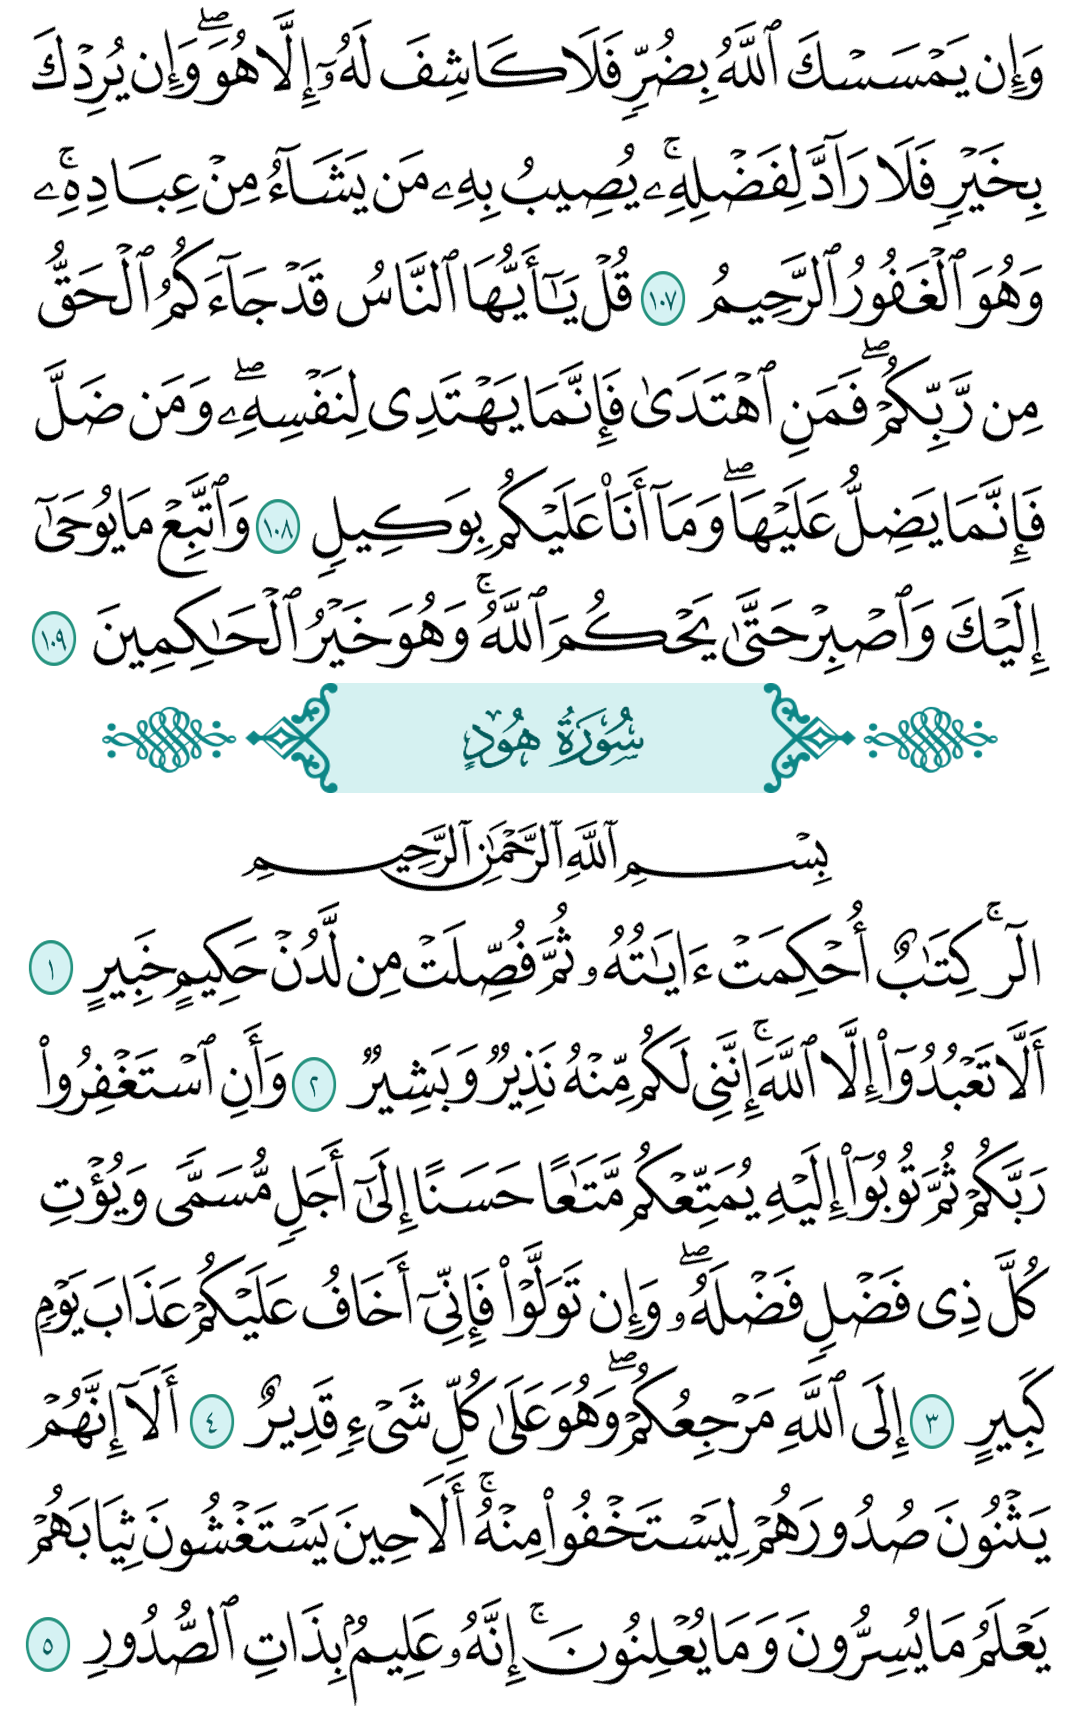 وَإِن يَمۡسَسۡكَ ٱللَّهُ بِضُرّٖ فَلَا كَاشِفَ لَهُۥٓ إِلَّا هُوَۖ وَإِن يُرِدۡكَ
بِخَيۡرٖ فَلَا رَآدَّ لِفَضۡلِهِۦۚ يُصِيبُ بِهِۦ مَن يَشَآءُ مِنۡ عِبَادِهِۦۚ
وَهُوَ ٱلۡغَفُورُ ٱلرَّحِيمُ ١٠٧ قُلۡ يَٰٓأَيُّهَا ٱلنَّاسُ قَدۡ جَآءَكُمُ ٱلۡحَقُّ
مِن رَّبِّكُمۡۖ فَمَنِ ٱهۡتَدَىٰ فَإِنَّمَا يَهۡتَدِي لِنَفۡسِهِۦۖ وَمَن ضَلَّ
فَإِنَّمَا يَضِلُّ عَلَيۡهَاۖ وَمَآ أَنَا۠ عَلَيۡكُم بِوَكِيلٖ ١٠٨ وَٱتَّبِعۡ مَا يُوحَىٰٓ
إِلَيۡكَ وَٱصۡبِرۡ حَتَّىٰ يَحۡكُمَ ٱللَّهُۚ وَهُوَ خَيۡرُ ٱلۡحَٰكِمِينَ ١٠٩
سُورَةُ هُودٍ
بِسۡمِ ٱللَّهِ ٱلرَّحۡمَٰنِ ٱلرَّحِيمِ
الٓرۚ كِتَٰبٌ أُحۡكِمَتۡ ءَايَٰتُهُۥ ثُمَّ فُصِّلَتۡ مِن لَّدُنۡ حَكِيمٍ خَبِيرٍ ١
أَلَّا تَعۡبُدُوٓاْ إِلَّا ٱللَّهَۚ إِنَّنِي لَكُم مِّنۡهُ نَذِيرٞ وَبَشِيرٞ ٢ وَأَنِ ٱسۡتَغۡفِرُواْ
رَبَّكُمۡ ثُمَّ تُوبُوٓاْ إِلَيۡهِ يُمَتِّعۡكُم مَّتَٰعًا حَسَنًا إِلَىٰٓ أَجَلٖ مُّسَمّٗى وَيُؤۡتِ
كُلَّ ذِي فَضۡلٖ فَضۡلَهُۥۖ وَإِن تَوَلَّوۡاْ فَإِنِّيٓ أَخَافُ عَلَيۡكُمۡ عَذَابَ يَوۡمٖ
كَبِيرٍ ٣ إِلَى ٱللَّهِ مَرۡجِعُكُمۡۖ وَهُوَ عَلَىٰ كُلِّ شَيۡءٖ قَدِيرٌ ٤ أَلَآ إِنَّهُمۡ
يَثۡنُونَ صُدُورَهُمۡ لِيَسۡتَخۡفُواْ مِنۡهُۚ أَلَا حِينَ يَسۡتَغۡشُونَ ثِيَابَهُمۡ
يَعۡلَمُ مَا يُسِرُّونَ وَمَا يُعۡلِنُونَۚ إِنَّهُۥ عَلِيمُۢ بِذَاتِ ٱلصُّدُورِ ٥